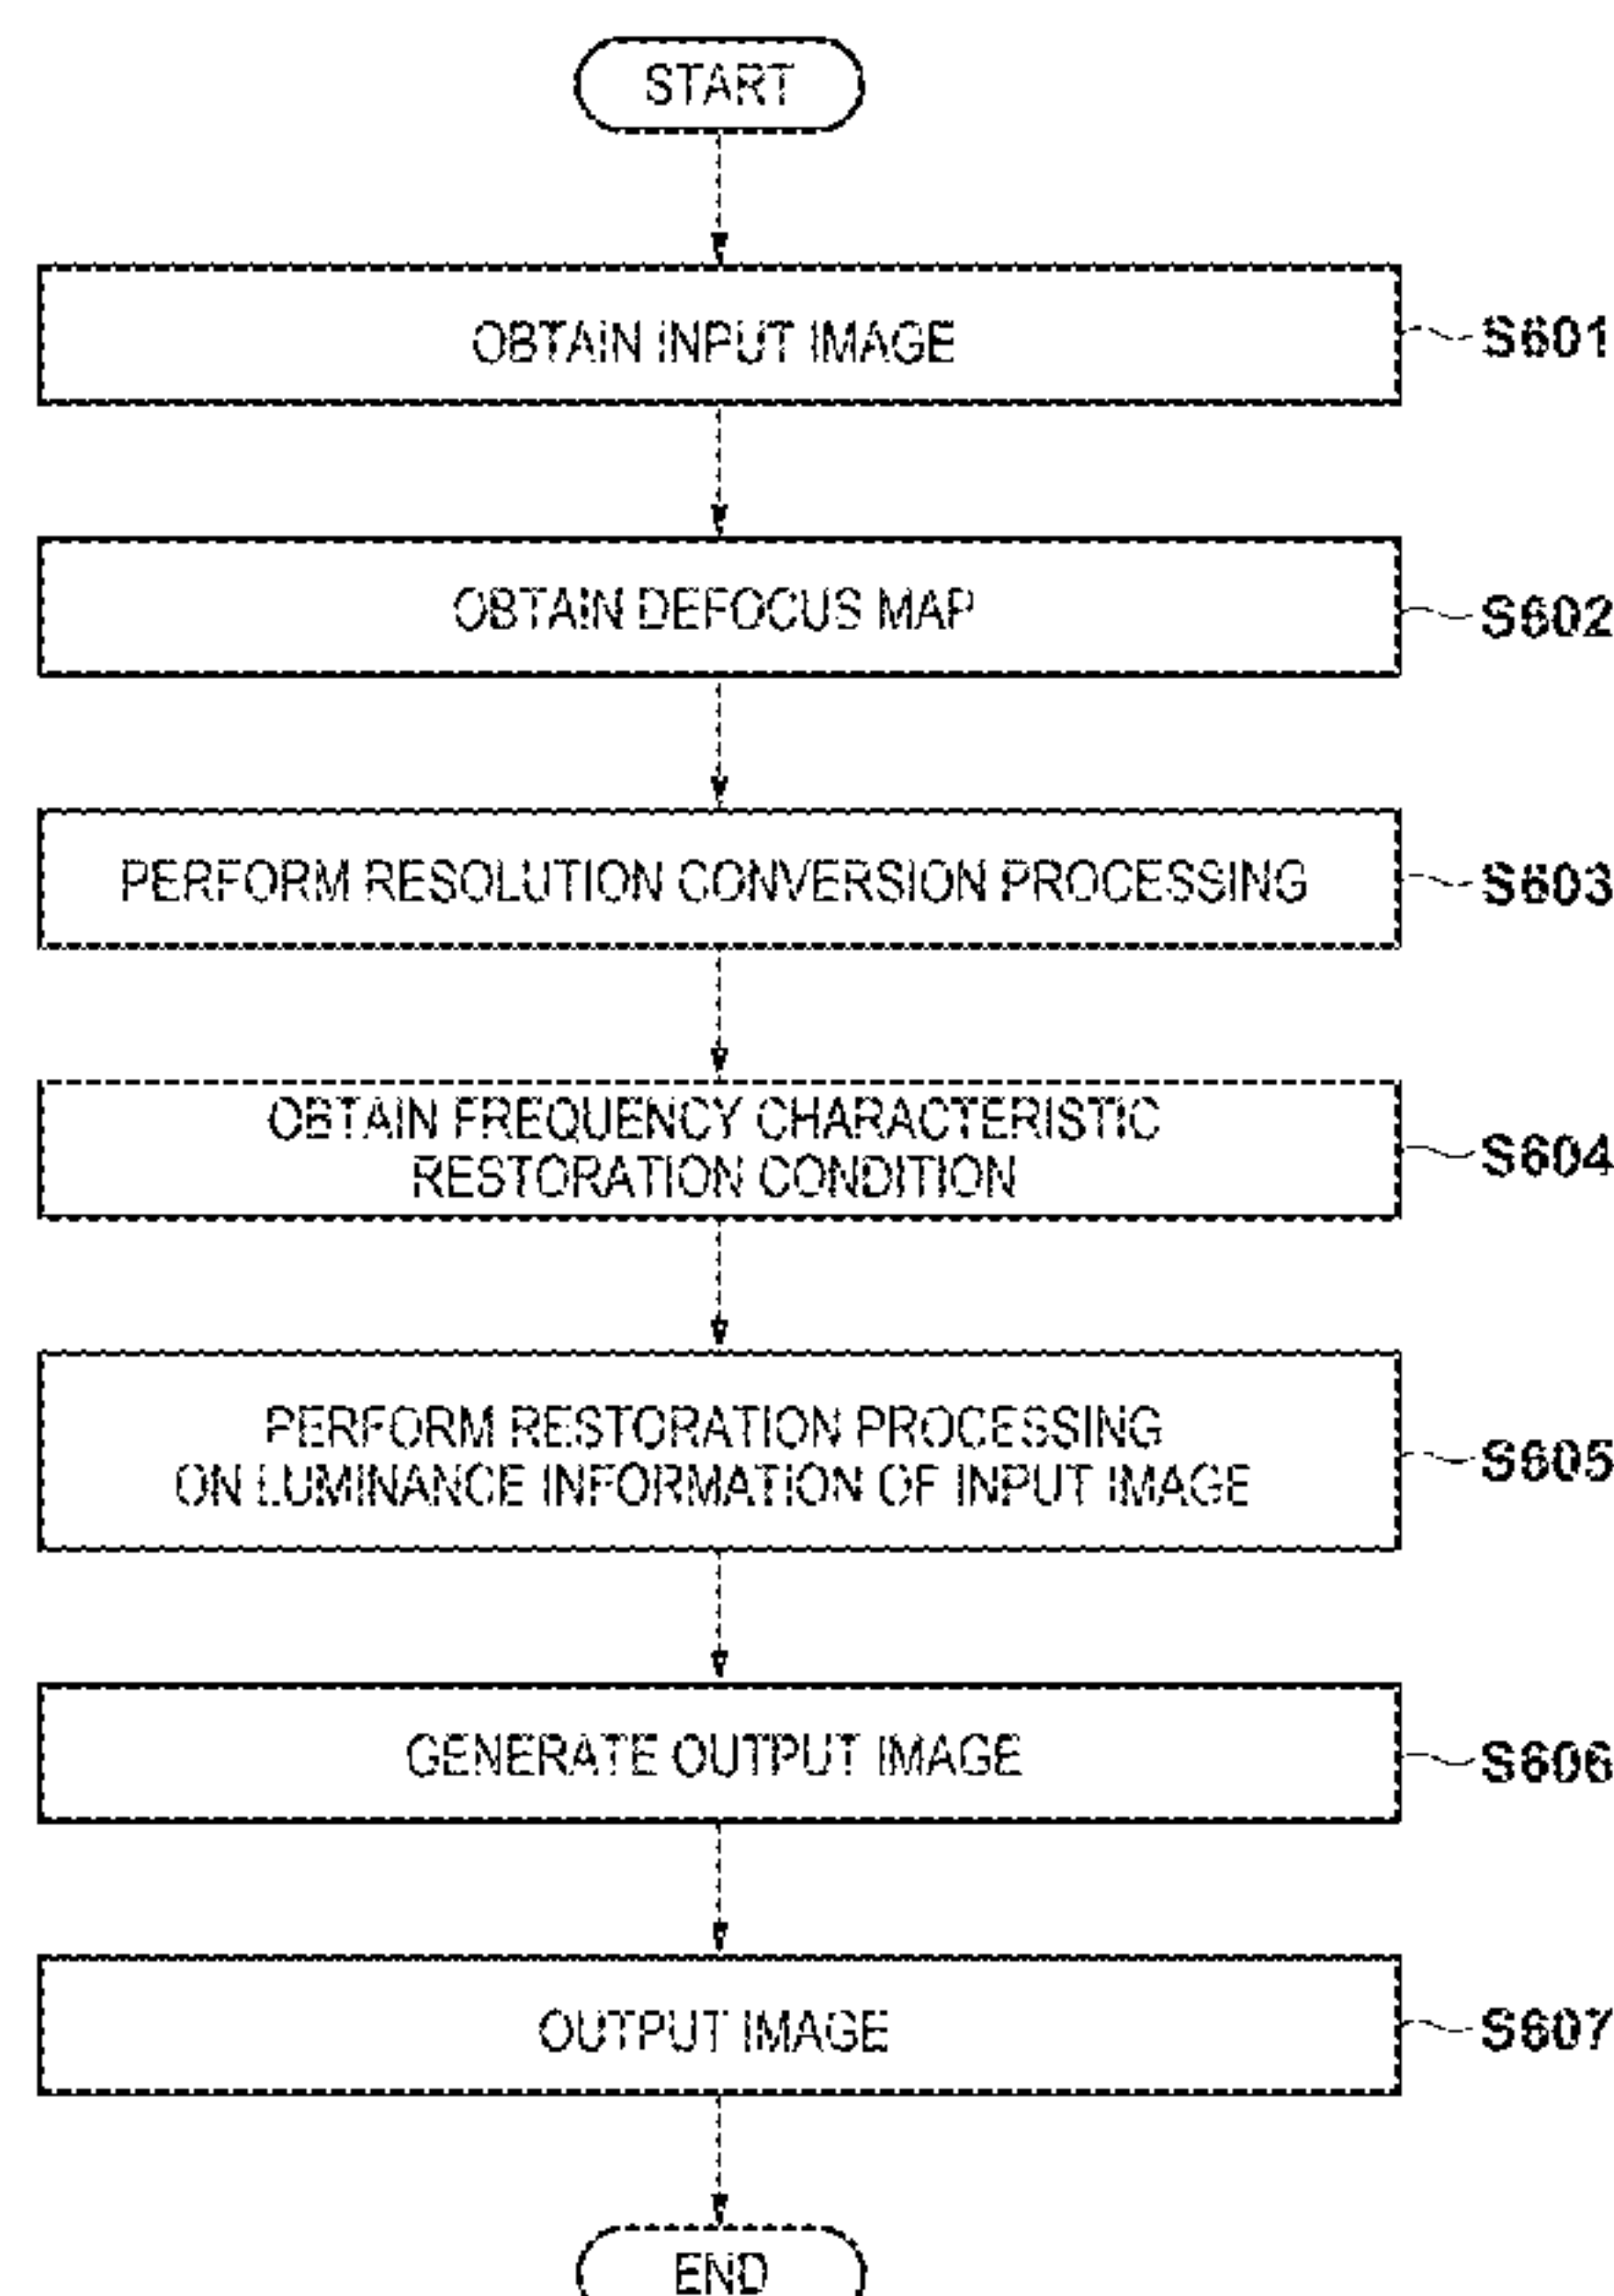 START
OBTAIN INPUT IMAGE
S601
OBTAIN DEFOCUS MAP
S602
PERFORM RESOLUTION CONVERSION PROCESSING
S603
OBTAIN FREQUENCY CHARACTERISTIC
RESTORATION CONDITION
S604
PERFORM RESTORATION PROCESSING
ON LUMINANCE INFORMATION OF INPUT IMAGE
S605
GENERATE OUTPUT IMAGE
S606
OUTPUT IMAGE
S607
END